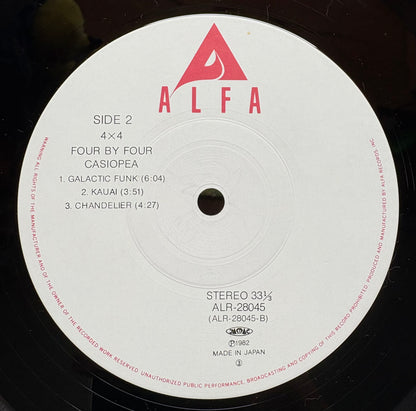 ALFA
SIDE 2
4×4
FOUR BY FOUR
CASIOPEA
1. GALACTIC FUNK (6:04)
2. KAUAI (3:51)
3. CHANDELIER (4:27)
STEREO 33⅓
ALR-28045
(ALR-28045-B)
JASRAC
Ⓟ1982
MADE IN JAPAN
WARNING: ALL RIGHTS OF THE MANUFACTURER AND OF THE OWNER OF THE RECORDED WORK RESERVED. UNAUTHORIZED PUBLIC PERFORMANCE, BROADCASTING AND COPYING OF THIS RECORD PROHIBITED. PRODUCED AND MANUFACTURED BY ALFA RECORDS, INC.